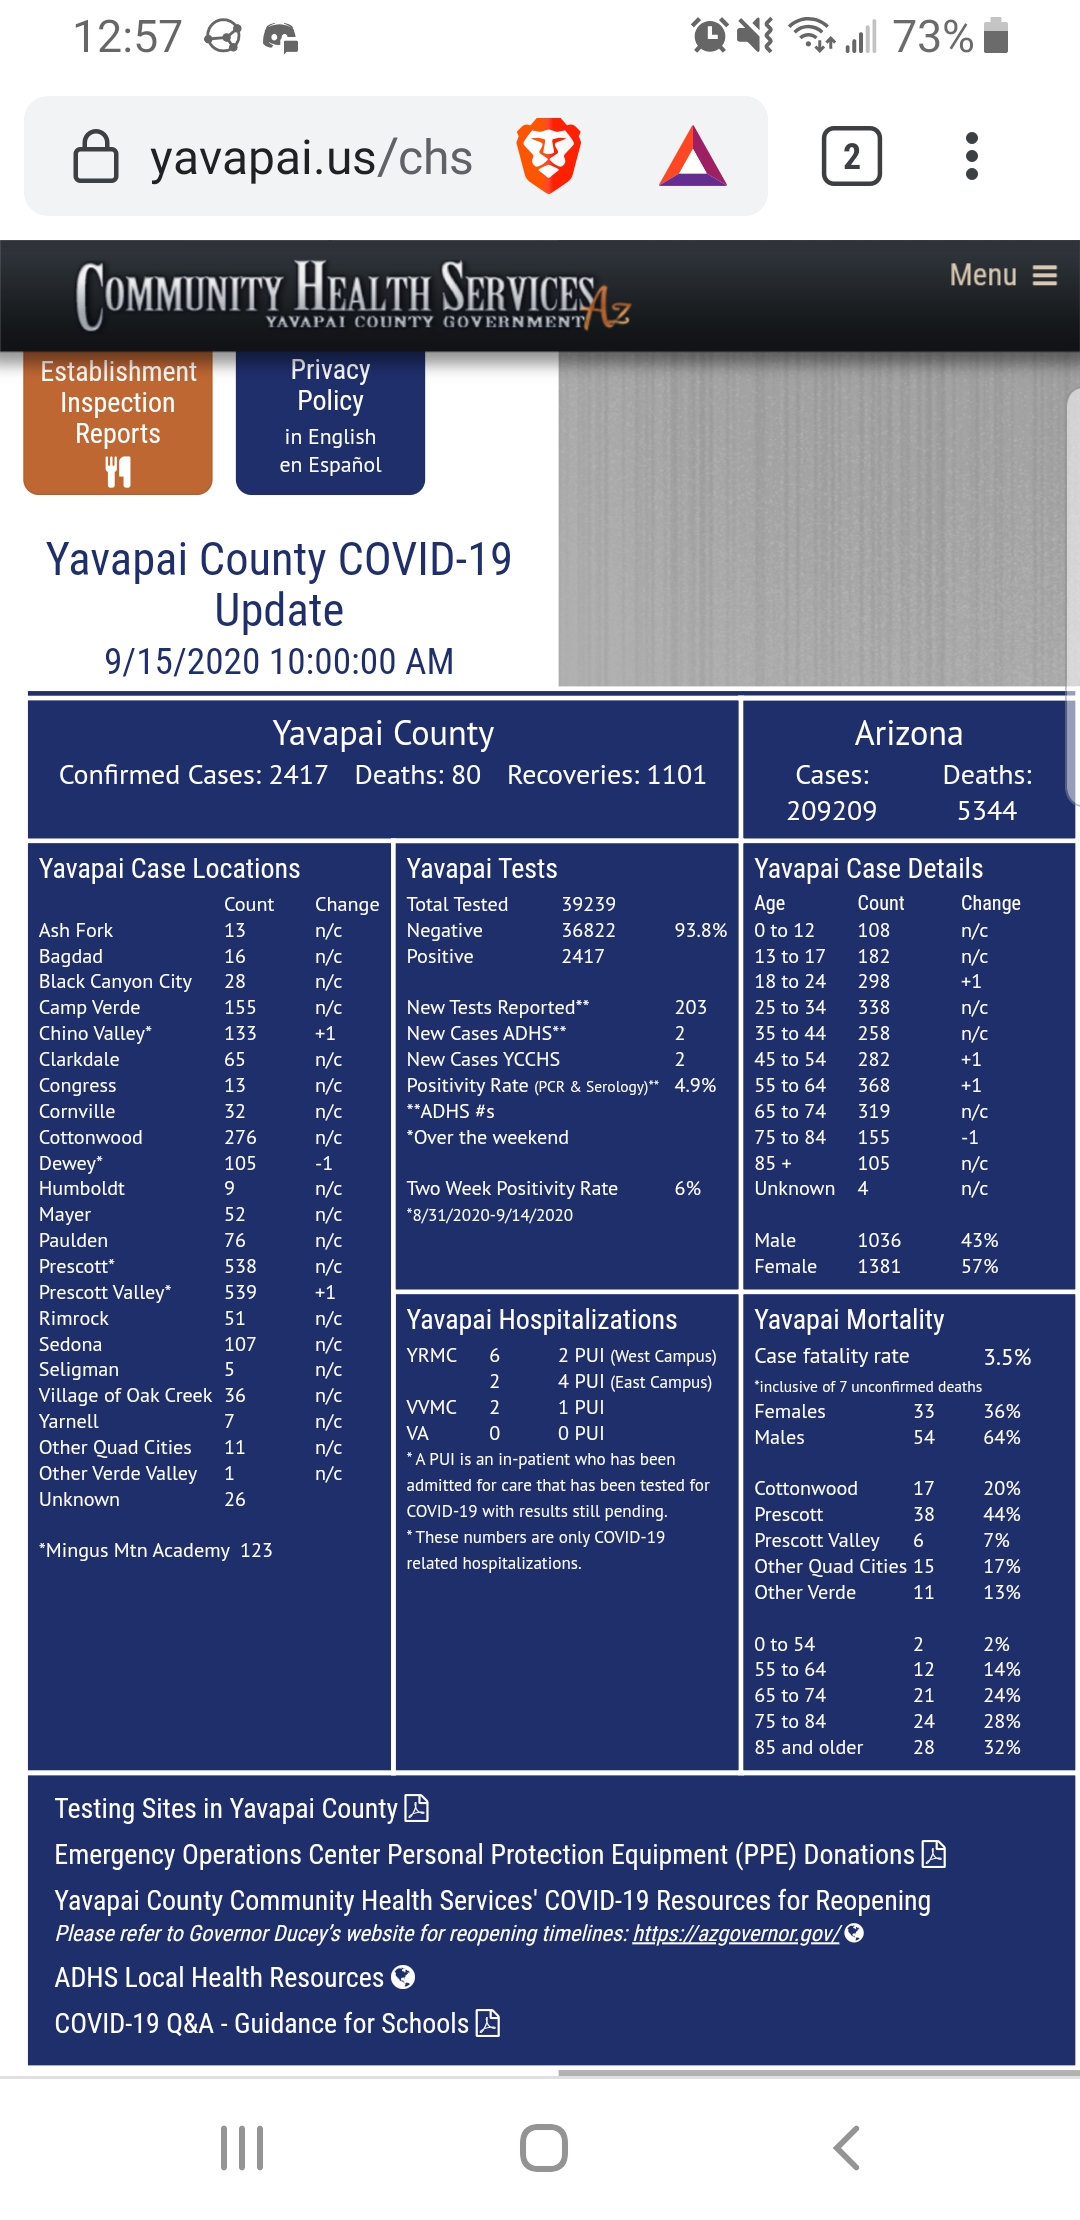 12:57
73%
yavapai.us/chs
2
COMMUNITY HEALTH SERVICES Az
YAVAPAI COUNTY GOVERNMENT
Menu
Establishment
Inspection
Reports
Privacy
Policy
in English
en Español
Yavapai County COVID-19
Update
9/15/2020 10:00:00 AM
Yavapai County
Confirmed Cases: 2417 Deaths: 80 Recoveries: 1101
Arizona
Cases: Deaths:
209209 5344
Yavapai Case Locations
Count Change
Ash Fork 13 n/c
Bagdad 16 n/c
Black Canyon City 28 n/c
Camp Verde 155 n/c
Chino Valley* 133 +1
Clarkdale 65 n/c
Congress 13 n/c
Cornville 32 n/c
Cottonwood 276 n/c
Dewey* 105 -1
Humboldt 9 n/c
Mayer 52 n/c
Paulden 76 n/c
Prescott* 538 n/c
Prescott Valley* 539 +1
Rimrock 51 n/c
Sedona 107 n/c
Seligman 5 n/c
Village of Oak Creek 36 n/c
Yarnell 7 n/c
Other Quad Cities 11 n/c
Other Verde Valley 1 n/c
Unknown 26
*Mingus Mtn Academy 123
Yavapai Tests
Total Tested 39239
Negative 36822 93.8%
Positive 2417
New Tests Reported** 203
New Cases ADHS** 2
New Cases YCCHS 2
Positivity Rate (PCR & Serology)** 4.9%
**ADHS #s
*Over the weekend
Two Week Positivity Rate 6%
*8/31/2020-9/14/2020
Yavapai Case Details
Age Count Change
0 to 12 108 n/c
13 to 17 182 n/c
18 to 24 298 +1
25 to 34 338 n/c
35 to 44 258 n/c
45 to 54 282 +1
55 to 64 368 +1
65 to 74 319 n/c
75 to 84 155 -1
85 + 105 n/c
Unknown 4 n/c
Male 1036 43%
Female 1381 57%
Yavapai Hospitalizations
YRMC 6 2 PUI (West Campus)
2 4 PUI (East Campus)
VVMC 2 1 PUI
VA 0 0 PUI
* A PUI is an in-patient who has been
admitted for care that has been tested for
COVID-19 with results still pending.
* These numbers are only COVID-19
related hospitalizations.
Yavapai Mortality
Case fatality rate 3.5%
*inclusive of 7 unconfirmed deaths
Females 33 36%
Males 54 64%
Cottonwood 17 20%
Prescott 38 44%
Prescott Valley 6 7%
Other Quad Cities 15 17%
Other Verde 11 13%
0 to 54 2 2%
55 to 64 12 14%
65 to 74 21 24%
75 to 84 24 28%
85 and older 28 32%
Testing Sites in Yavapai County
Emergency Operations Center Personal Protection Equipment (PPE) Donations
Yavapai County Community Health Services' COVID-19 Resources for Reopening
Please refer to Governor Ducey's website for reopening timelines: https://azgovernor.gov/
ADHS Local Health Resources
COVID-19 Q&A - Guidance for Schools